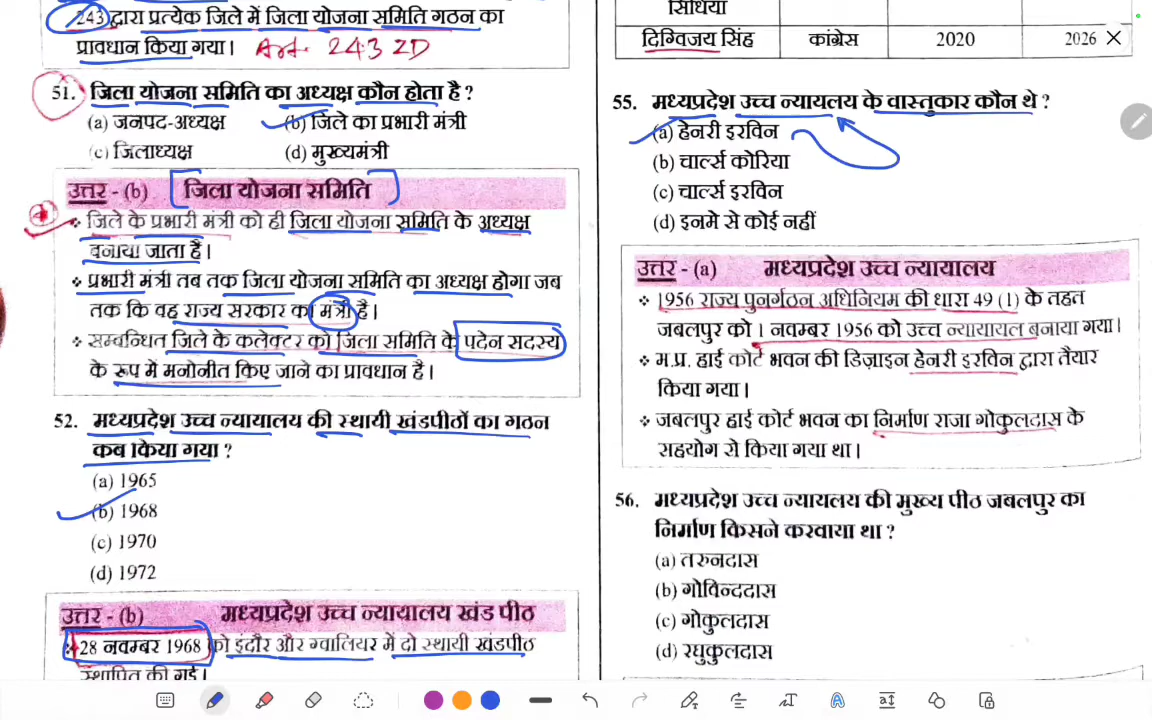 243 द्वारा प्रत्येक जिले में जिला योजना समिति गठन का
प्रावधान किया गया। Art. 243 ZD
51. जिला योजना समिति का अध्यक्ष कौन होता है ?
(a) जनपद-अध्यक्ष (b) जिले का प्रभारी मंत्री
(c) जिलाध्यक्ष (d) मुख्यमंत्री
उत्तर - (b) जिला योजना समिति
जिले के प्रभारी मंत्री को ही जिला योजना समिति के अध्यक्ष
बनाया जाता है।
प्रभारी मंत्री तब तक जिला योजना समिति का अध्यक्ष होगा जब
तक कि वह राज्य सरकार का मंत्री है।
सम्बन्धित जिले के कलेक्टर को जिला समिति के पदेन सदस्य
के रूप में मनोनीत किए जाने का प्रावधान है।
52. मध्यप्रदेश उच्च न्यायालय की स्थायी खंडपीठों का गठन
कब किया गया ?
(a) 1965
(b) 1968
(c) 1970
(d) 1972
उत्तर - (b) मध्यप्रदेश उच्च न्यायालय खंड पीठ
28 नवम्बर 1968 को इंदौर और ग्वालियर में दो स्थायी खंडपीठ
स्थापित की गई।
सिंधिया
दिग्विजय सिंह कांग्रेस 2020 2026
55. मध्यप्रदेश उच्च न्यायलय के वास्तुकार कौन थे ?
(a) हेनरी इरविन
(b) चार्ल्स कोरिया
(c) चार्ल्स इरविन
(d) इनमे से कोई नहीं
उत्तर - (a) मध्यप्रदेश उच्च न्यायालय
1956 राज्य पुनर्गठन अधिनियम की धारा 49 (1) के तहत
जबलपुर को 1 नवम्बर 1956 को उच्च न्यायायल बनाया गया।
म.प्र. हाई कोर्ट भवन की डिज़ाइन हेनरी इरविन द्वारा तैयार
किया गया।
जबलपुर हाई कोर्ट भवन का निर्माण राजा गोकुलदास के
सहयोग से किया गया था।
56. मध्यप्रदेश उच्च न्यायलय की मुख्य पीठ जबलपुर का
निर्माण किसने करवाया था ?
(a) तरुनदास
(b) गोविन्ददास
(c) गोकुलदास
(d) रघुकुलदास